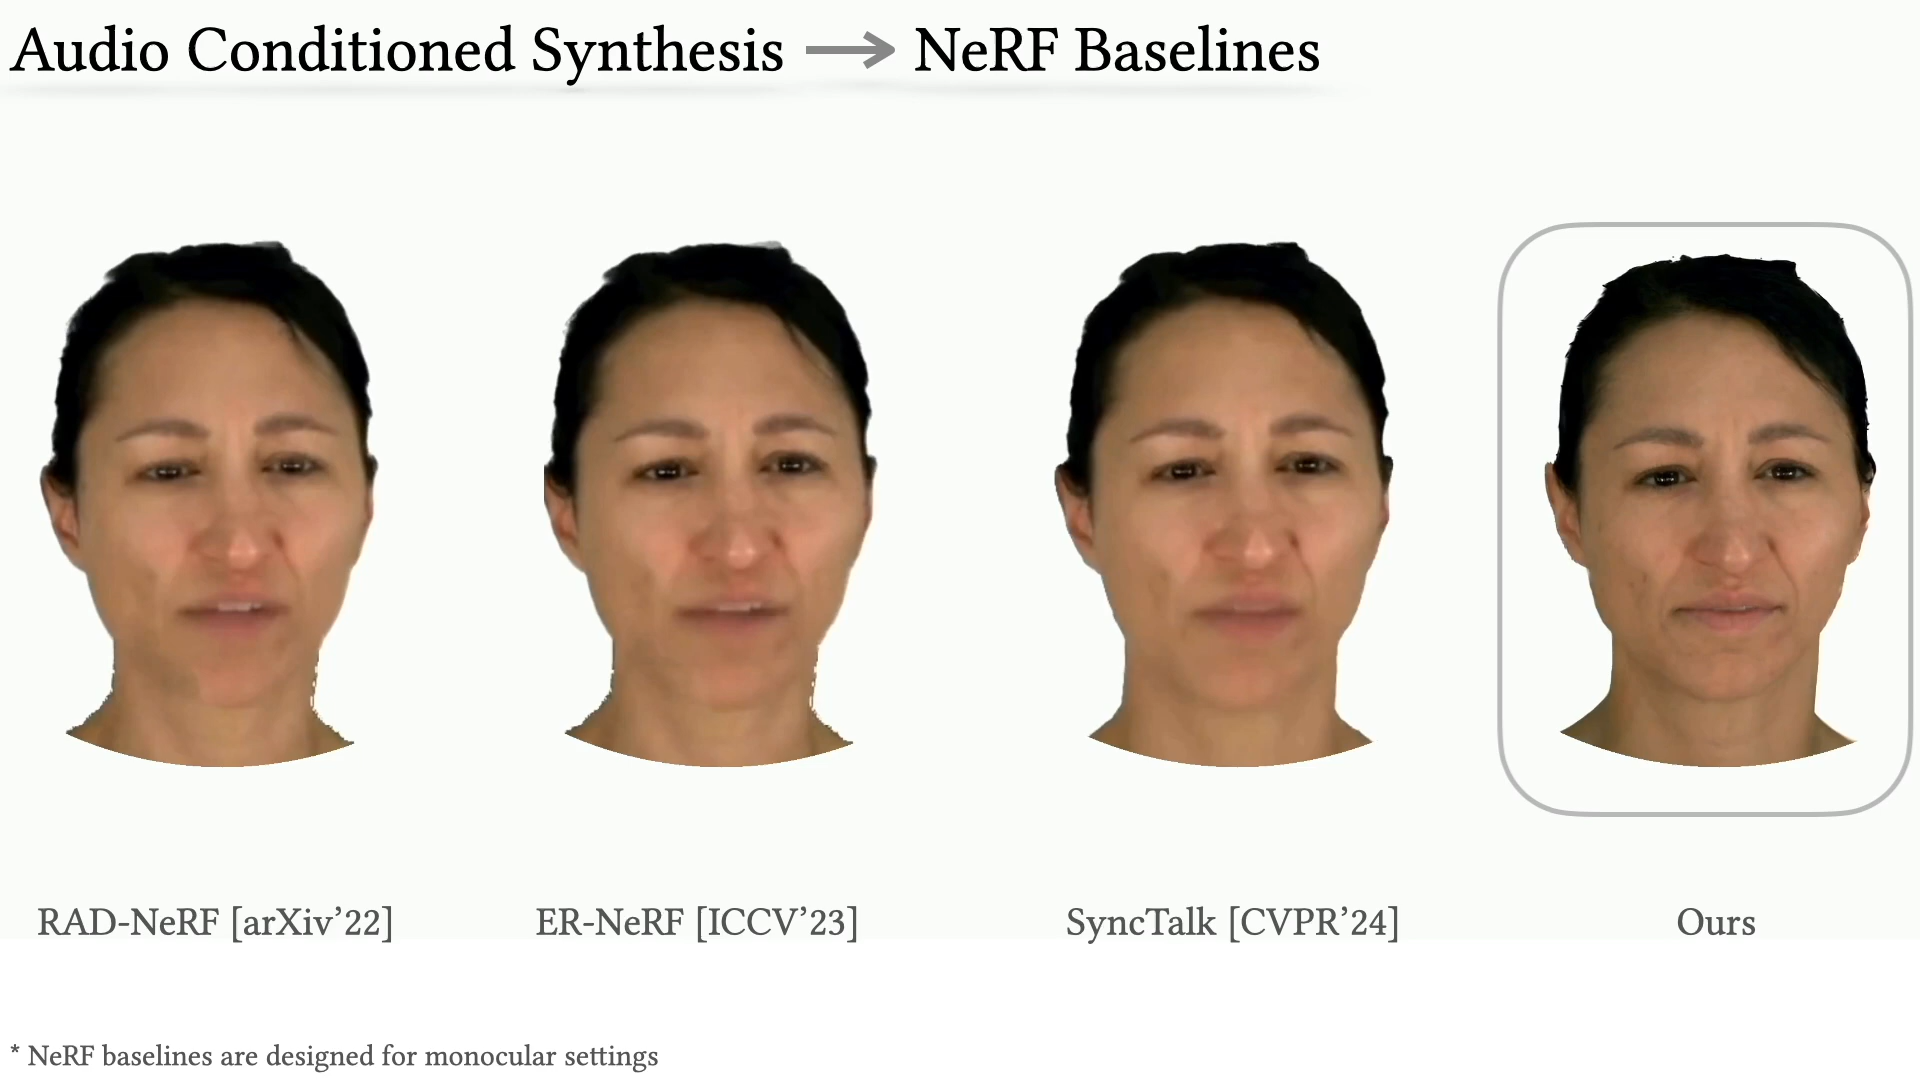 Audio Conditioned Synthesis → NeRF Baselines
RAD-NeRF [arXiv’22]
ER-NeRF [ICCV’23]
SyncTalk [CVPR’24]
Ours
* NeRF baselines are designed for monocular settings